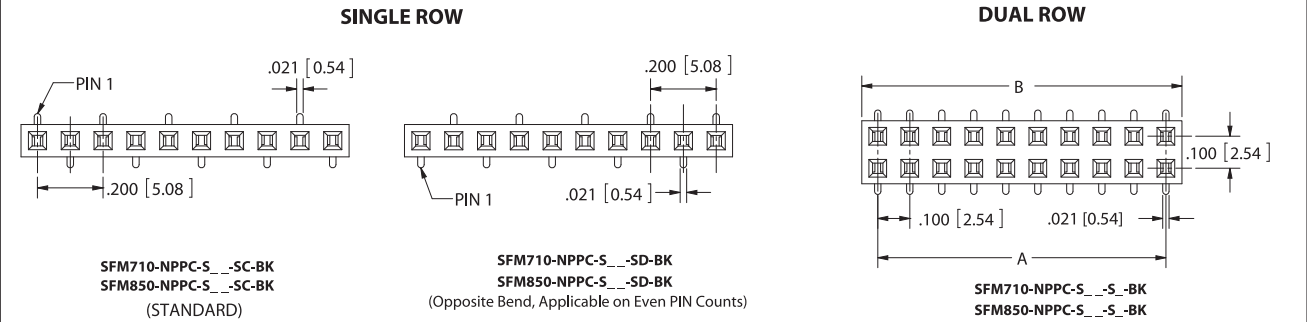 SINGLE ROW
DUAL ROW
PIN 1
.021 [0.54]
.200 [5.08]
.200 [5.08]
PIN 1
.021 [0.54]
B
.100 [2.54]
.100 [2.54]
.021 [0.54]
A
SFM710-NPPC-S_ _-SC-BK
SFM850-NPPC-S_ _-SC-BK
(STANDARD)
SFM710-NPPC-S_ _-SD-BK
SFM850-NPPC-S_ _-SD-BK
(Opposite Bend, Applicable on Even PIN Counts)
SFM710-NPPC-S_ _-S_-BK
SFM850-NPPC-S_ _-S_-BK